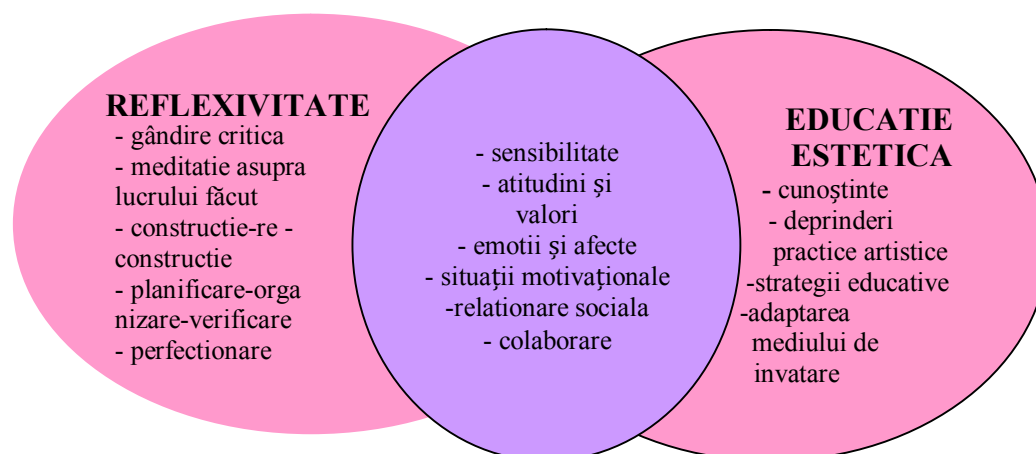 REFLEXIVITATE
- gândire critica
- meditatie asupra
lucrului făcut
- constructie-re -
constructie
- planificare-orga
nizare-verificare
- perfectionare
- sensibilitate
- atitudini şi
valori
- emotii şi afecte
- situaţii motivaţionale
-relationare sociala
- colaborare
EDUCATIE
ESTETICA
- cunoştinte
- deprinderi
practice artistice
-strategii educative
-adaptarea
mediului de
invatare